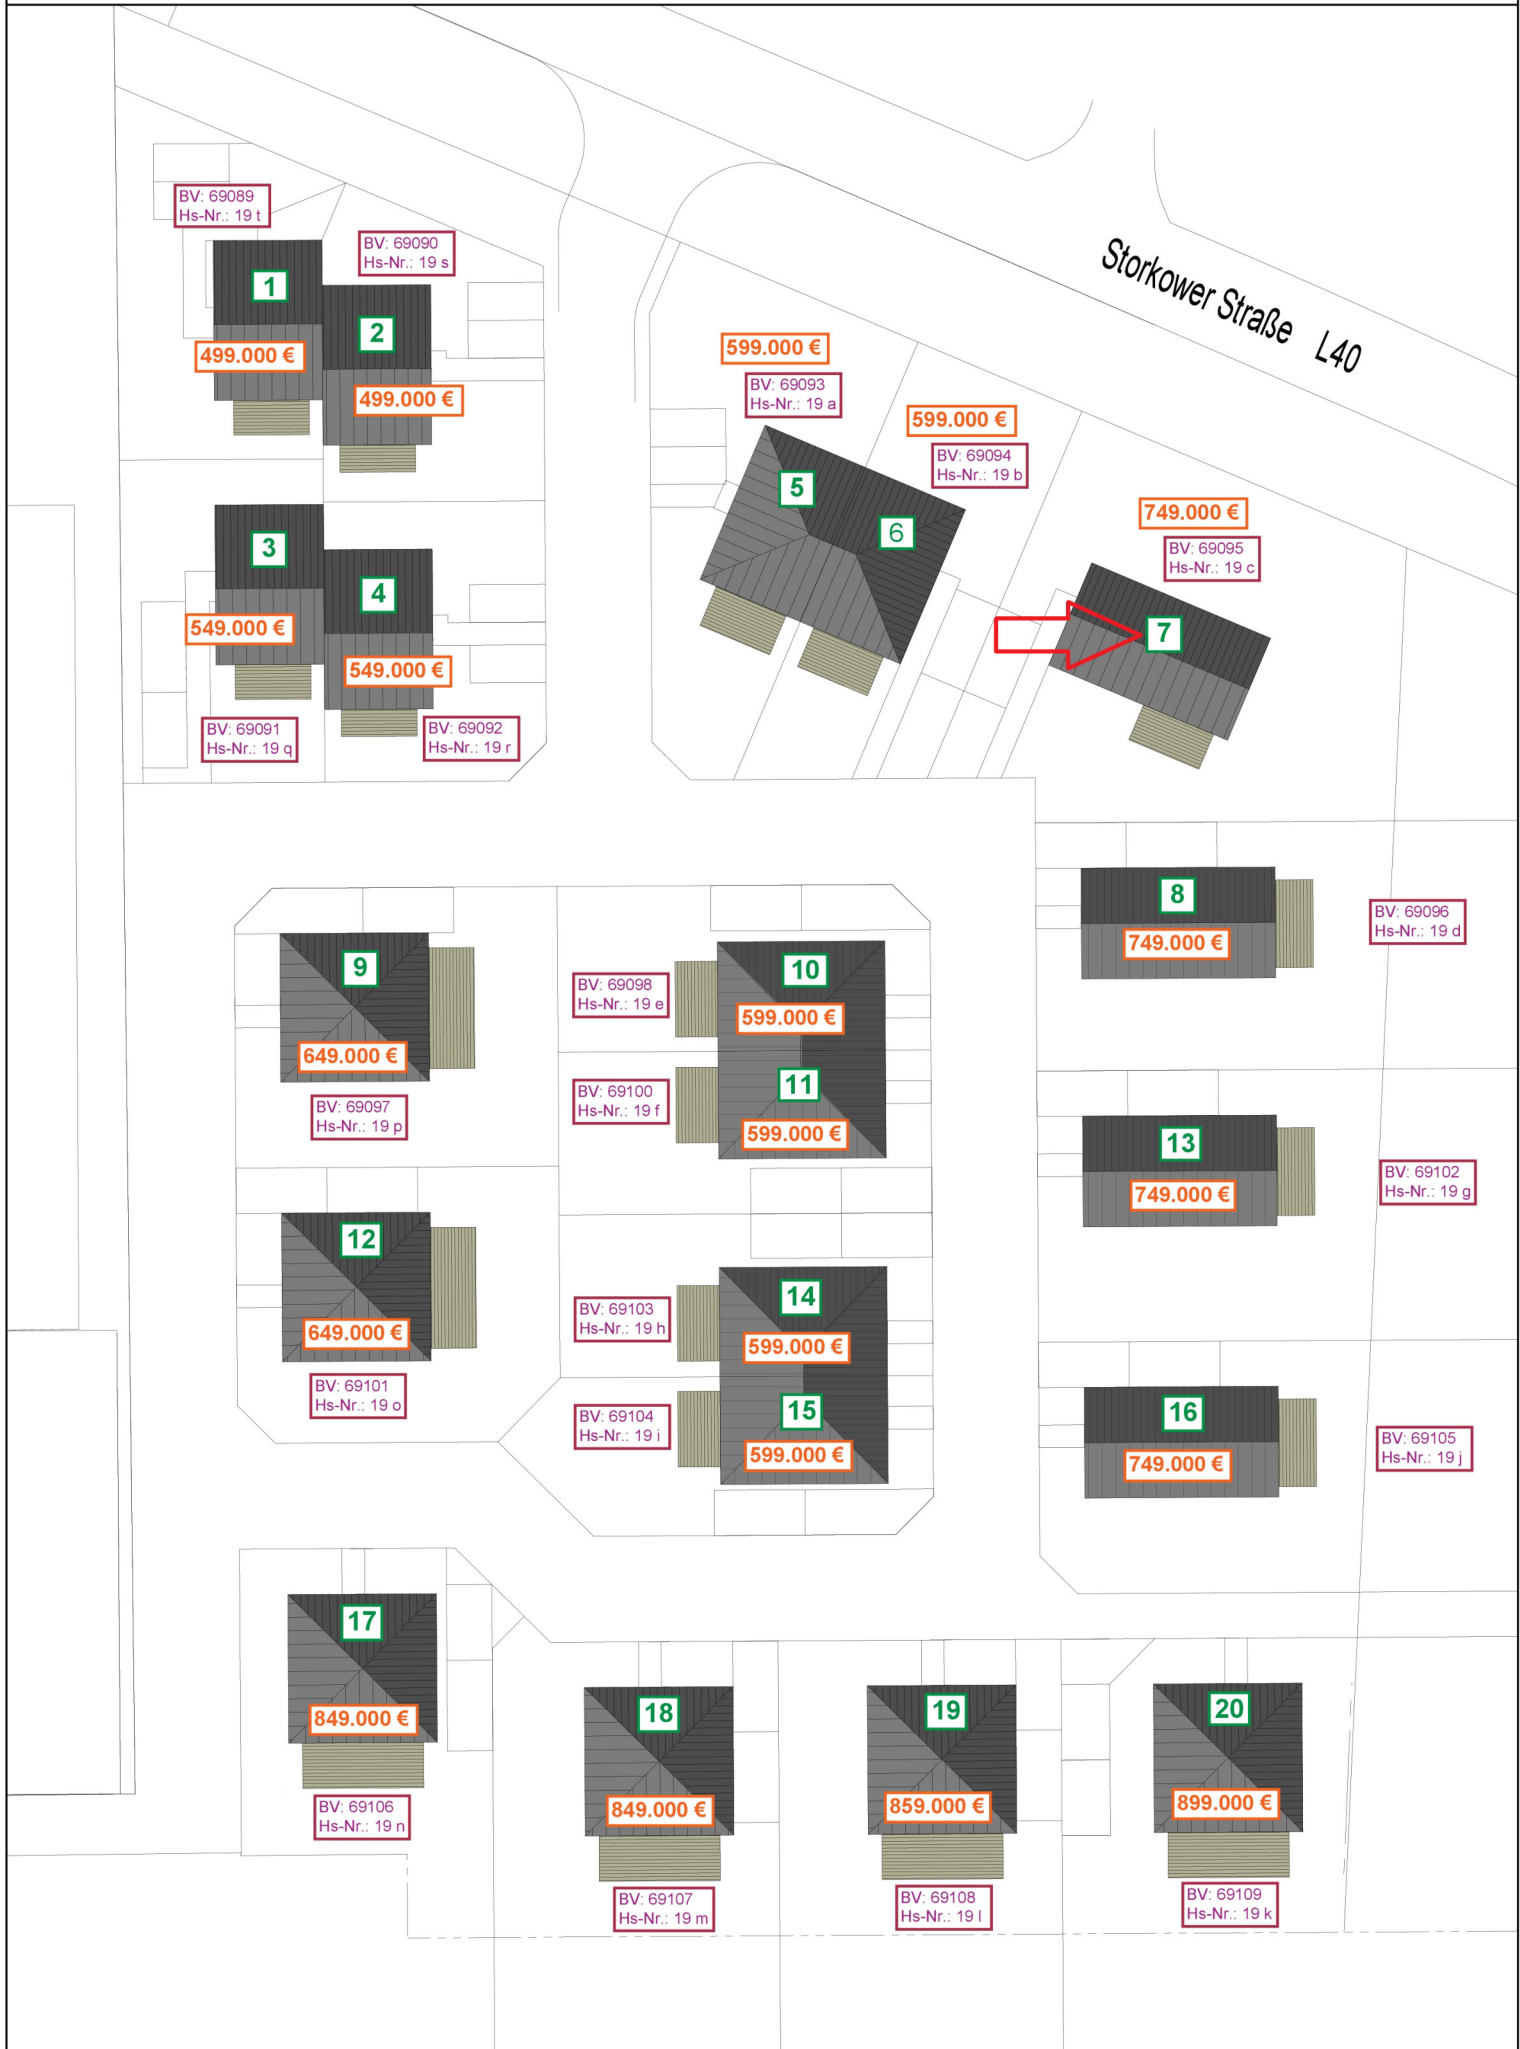 BV: 69089
Hs-Nr.: 19 t
1
499.000 €
BV: 69090
Hs-Nr.: 19 s
2
499.000 €
Storkower Straße L40
3
549.000 €
BV: 69091
Hs-Nr.: 19 q
4
549.000 €
BV: 69092
Hs-Nr.: 19 r
599.000 €
BV: 69093
Hs-Nr.: 19 a
5
599.000 €
BV: 69094
Hs-Nr.: 19 b
6
749.000 €
BV: 69095
Hs-Nr.: 19 c
7
8
749.000 €
BV: 69096
Hs-Nr.: 19 d
9
649.000 €
BV: 69097
Hs-Nr.: 19 p
BV: 69098
Hs-Nr.: 19 e
10
599.000 €
BV: 69100
Hs-Nr.: 19 f
11
599.000 €
13
749.000 €
BV: 69102
Hs-Nr.: 19 g
12
649.000 €
BV: 69101
Hs-Nr.: 19 o
BV: 69103
Hs-Nr.: 19 h
14
599.000 €
BV: 69104
Hs-Nr.: 19 i
15
599.000 €
16
749.000 €
BV: 69105
Hs-Nr.: 19 j
17
849.000 €
BV: 69106
Hs-Nr.: 19 n
18
849.000 €
BV: 69107
Hs-Nr.: 19 m
19
859.000 €
BV: 69108
Hs-Nr.: 19 l
20
899.000 €
BV: 69109
Hs-Nr.: 19 k